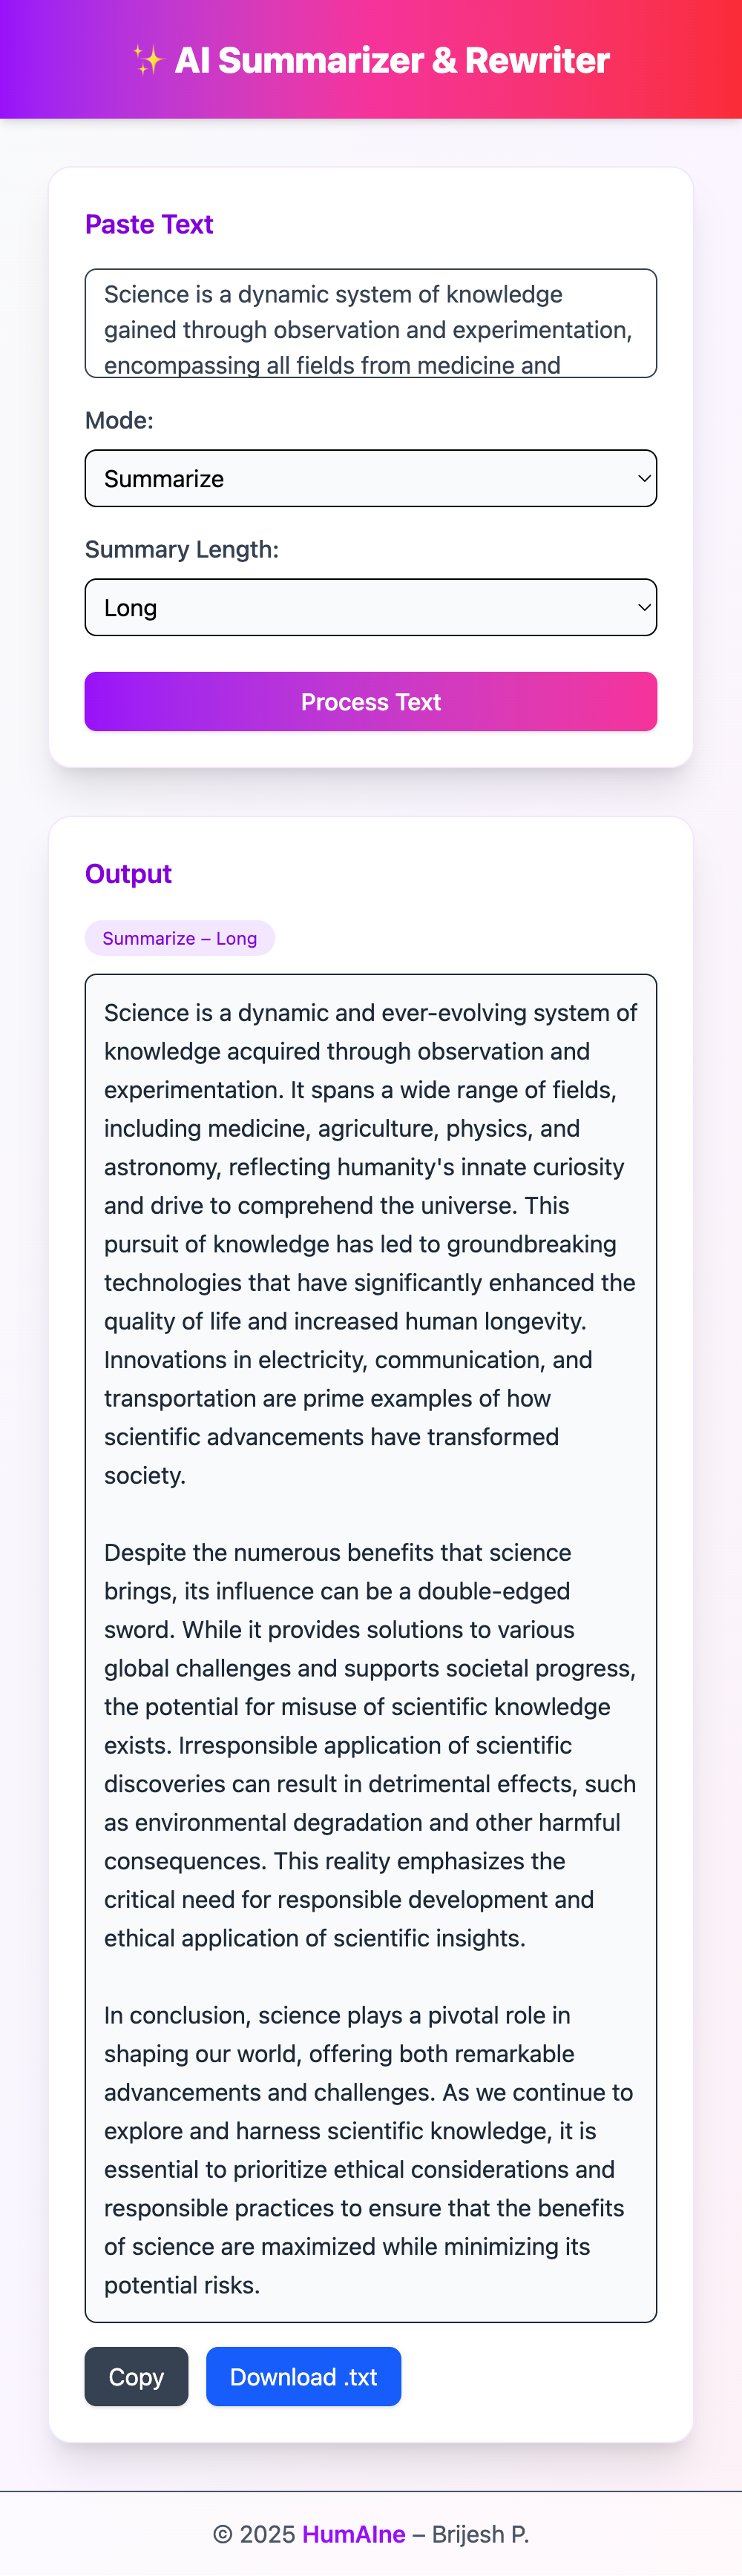 ✨ AI Summarizer & Rewriter
Paste Text
Science is a dynamic system of knowledge
gained through observation and experimentation,
encompassing all fields from medicine and
Mode:
Summarize
Summary Length:
Long
Process Text
Output
Summarize – Long
Science is a dynamic and ever-evolving system of
knowledge acquired through observation and
experimentation. It spans a wide range of fields,
including medicine, agriculture, physics, and
astronomy, reflecting humanity's innate curiosity
and drive to comprehend the universe. This
pursuit of knowledge has led to groundbreaking
technologies that have significantly enhanced the
quality of life and increased human longevity.
Innovations in electricity, communication, and
transportation are prime examples of how
scientific advancements have transformed
society.
Despite the numerous benefits that science
brings, its influence can be a double-edged
sword. While it provides solutions to various
global challenges and supports societal progress,
the potential for misuse of scientific knowledge
exists. Irresponsible application of scientific
discoveries can result in detrimental effects, such
as environmental degradation and other harmful
consequences. This reality emphasizes the
critical need for responsible development and
ethical application of scientific insights.
In conclusion, science plays a pivotal role in
shaping our world, offering both remarkable
advancements and challenges. As we continue to
explore and harness scientific knowledge, it is
essential to prioritize ethical considerations and
responsible practices to ensure that the benefits
of science are maximized while minimizing its
potential risks.
Copy
Download .txt
© 2025 HumAIne – Brijesh P.